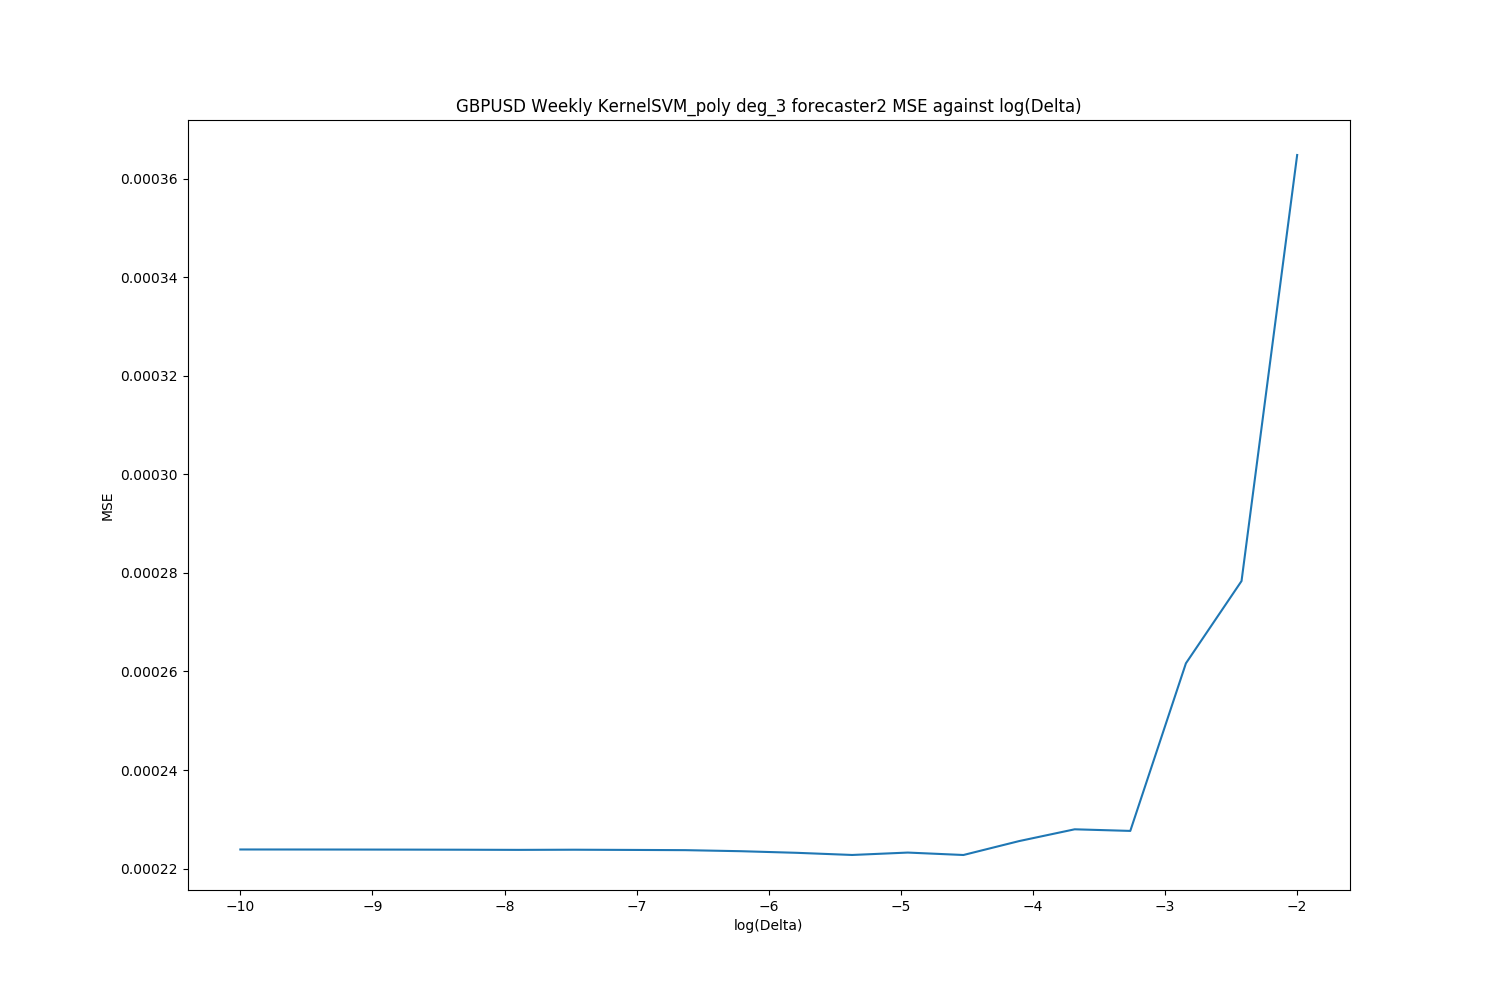 GBPUSD Weekly KernelSVM_poly deg_3 forecaster2 MSE against log(Delta)
0.00036
0.00034
0.00032
0.00030
0.00028
0.00026
0.00024
0.00022
MSE
−10 −9 −8 −7 −6 −5 −4 −3 −2
log(Delta)